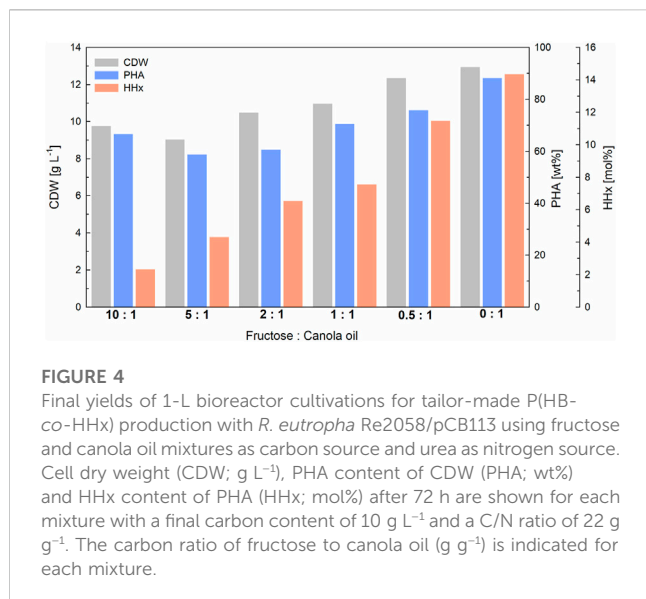 14
12
10
8
6
4
2
0
CDW [g L⁻¹]
CDW
PHA
HHx
100
80
60
40
20
0
PHA [wt%]
16
14
12
10
8
6
4
2
0
HHx [mol%]
10 : 1 5 : 1 2 : 1 1 : 1 0.5 : 1 0 : 1
Fructose : Canola oil
FIGURE 4
Final yields of 1-L bioreactor cultivations for tailor-made P(HB-
co-HHx) production with R. eutropha Re2058/pCB113 using fructose
and canola oil mixtures as carbon source and urea as nitrogen source.
Cell dry weight (CDW; g L⁻¹), PHA content of CDW (PHA; wt%)
and HHx content of PHA (HHx; mol%) after 72 h are shown for each
mixture with a final carbon content of 10 g L⁻¹ and a C/N ratio of 22 g
g⁻¹. The carbon ratio of fructose to canola oil (g g⁻¹) is indicated for
each mixture.